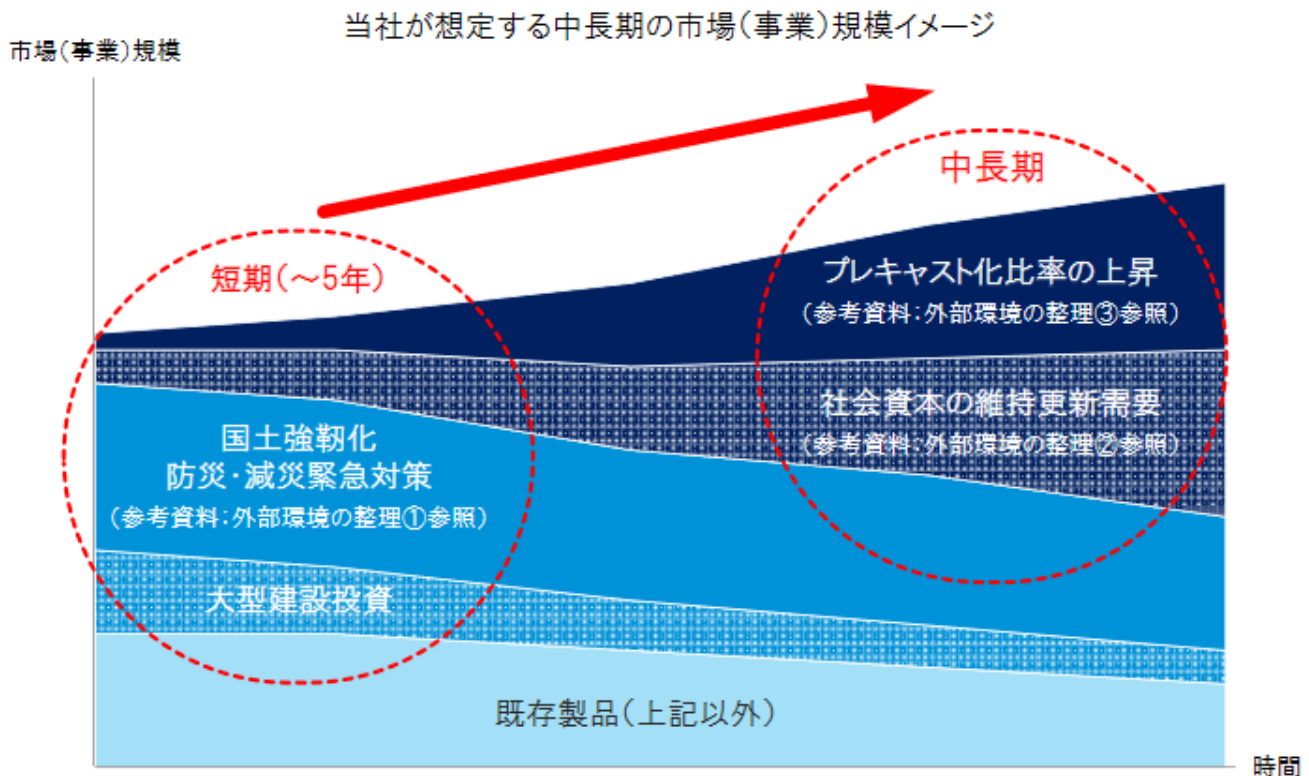 当社が想定する中長期の市場(事業)規模イメージ
市場(事業)規模
中長期
短期(～5年)
プレキャスト化比率の上昇
(参考資料:外部環境の整理③参照)
社会資本の維持更新需要
(参考資料:外部環境の整理②参照)
国土強靭化
防災・減災緊急対策
(参考資料:外部環境の整理①参照)
大型建設投資
既存製品(上記以外)
時間